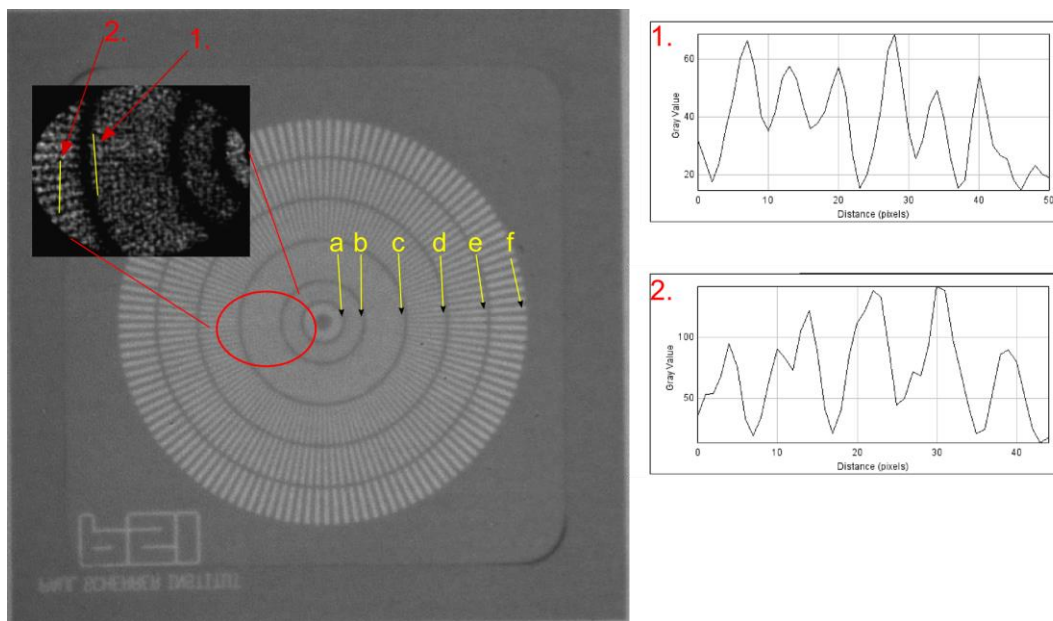 2.
1.
a b c d e f
PSI
PAUL SCHERRER INSTITUT
1.
Gray Value
60
40
20
0 10 20 30 40 50
Distance (pixels)
2.
Gray Value
100
50
0 10 20 30 40
Distance (pixels)